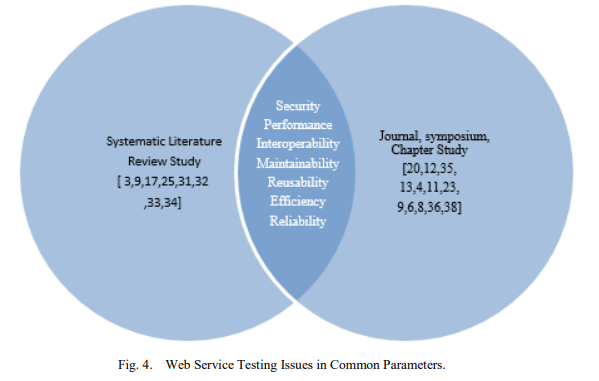 Systematic Literature
Review Study
[ 3,9,17,25,31,32
,33,34]
Security
Performance
Interoperability
Maintainability
Reusability
Efficiency
Reliability
Journal, symposium,
Chapter Study
[20,12,35,
13,4,11,23,
9,6,8,36,38]
Fig. 4. Web Service Testing Issues in Common Parameters.